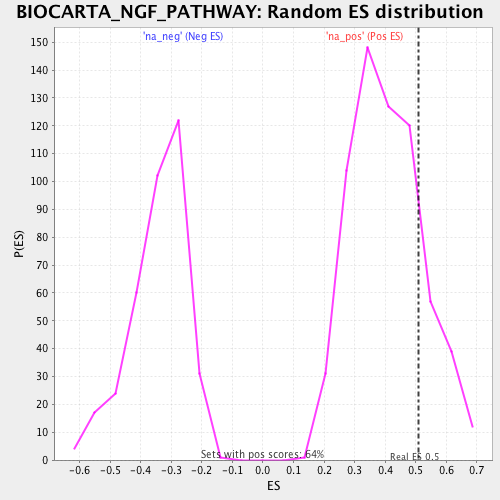 BIOCARTA_NGF_PATHWAY: Random ES distribution
'na_neg' (Neg ES) 'na_pos' (Pos ES)
150
140
130
120
110
100
90
80
70
60
50
40
30
20
10
0
P(ES)
Sets with pos scores: 64%
Real ES 0.5
-0.6 -0.5 -0.4 -0.3 -0.2 -0.1 0.0 0.1 0.2 0.3 0.4 0.5 0.6 0.7
ES